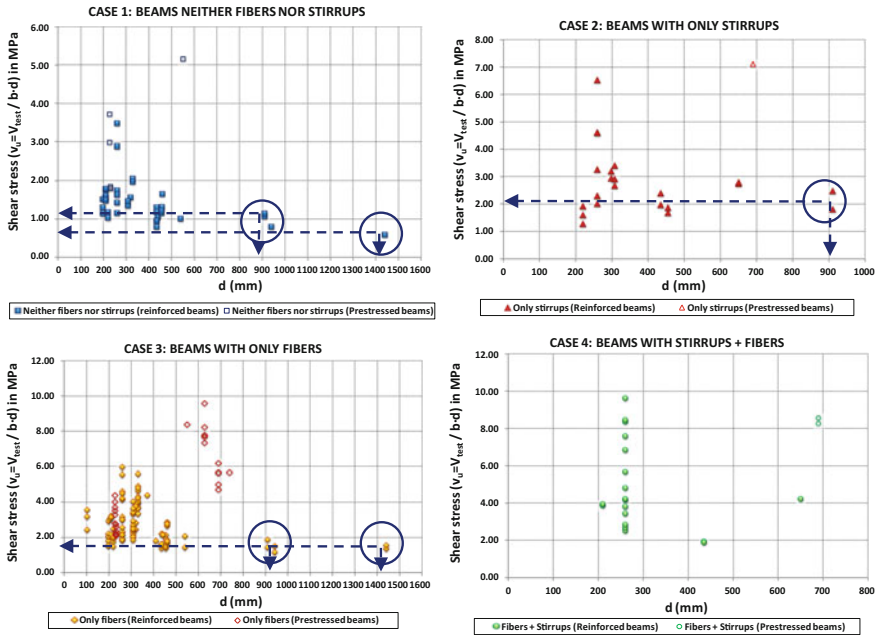 CASE 1: BEAMS NEITHER FIBERS NOR STIRRUPS
Shear stress (vu=Vtest / b·d) in MPa
6.00
5.00
4.00
3.00
2.00
1.00
0.00
0 100 200 300 400 500 600 700 800 900 1000 1100 1200 1300 1400 1500 1600
d (mm)
Neither fibers nor stirrups (reinforced beams) Neither fibers nor stirrups (Prestressed beams)
CASE 2: BEAMS WITH ONLY STIRRUPS
Shear stress (vu=Vtest / b·d) in MPa
8.00
7.00
6.00
5.00
4.00
3.00
2.00
1.00
0.00
0 100 200 300 400 500 600 700 800 900 1000
d (mm)
Only stirrups (Reinforced beams) Only stirrups (Prestressed beams)
CASE 3: BEAMS WITH ONLY FIBERS
Shear stress (vu=Vtest / b·d) in MPa
12.00
10.00
8.00
6.00
4.00
2.00
0.00
0 100 200 300 400 500 600 700 800 900 1000 1100 1200 1300 1400 1500 1600
d (mm)
Only fibers (Reinforced beams) Only fibers (Prestressed beams)
CASE 4: BEAMS WITH STIRRUPS + FIBERS
Shear stress (vu=Vtest / b·d) in MPa
12.00
10.00
8.00
6.00
4.00
2.00
0.00
0 100 200 300 400 500 600 700 800
d (mm)
Fibers + Stirrups (Reinforced beams) Fibers + Stirrups (Prestressed beams)